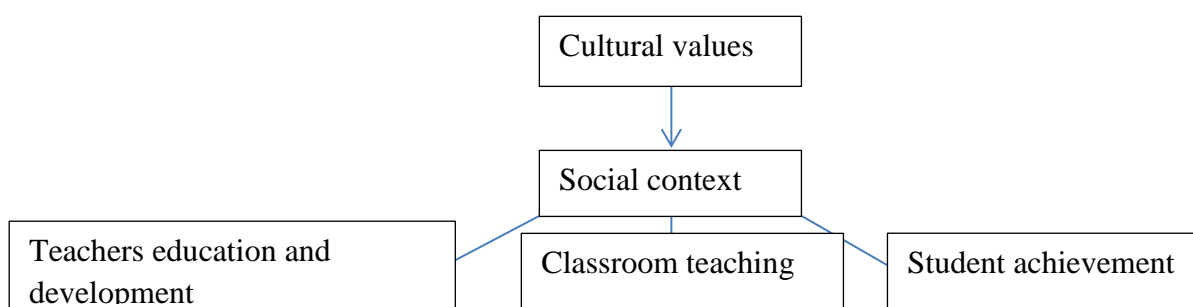 Cultural values
Social context
Teachers education and
development
Classroom teaching
Student achievement